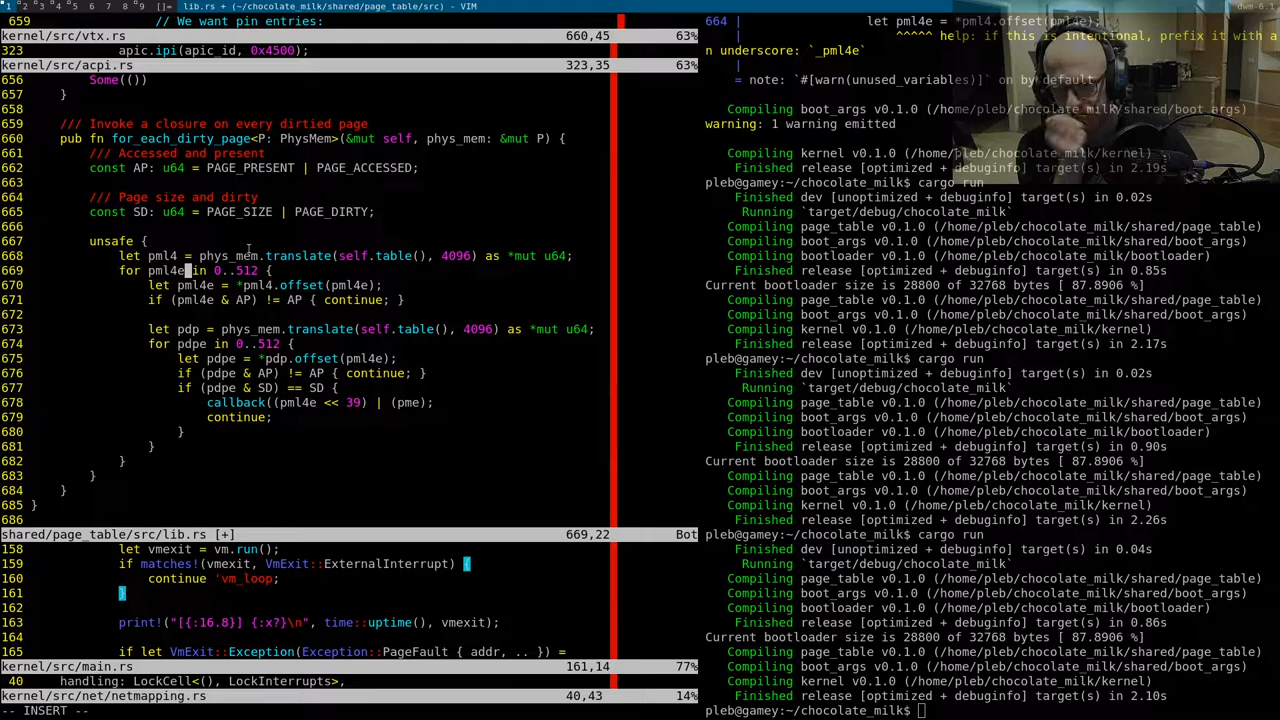 1 2 3 4 5 6 7 8 9 []= lib.rs + (~/chocolate_milk/shared/page_table/src) - VIM
dwm-6.1
659 // We want pin entries:
kernel/src/vtx.rs 660,45 63%
323 apic.ipi(apic_id, 0x4500);
kernel/src/acpi.rs 323,35 63%
656 Some(())
657 }
658
659 /// Invoke a closure on every dirtied page
660 pub fn for_each_dirty_page<P: PhysMem>(&mut self, phys_mem: &mut P) {
661 /// Accessed and present
662 const AP: u64 = PAGE_PRESENT | PAGE_ACCESSED;
663
664 /// Page size and dirty
665 const SD: u64 = PAGE_SIZE | PAGE_DIRTY;
666
667 unsafe {
668 let pml4 = phys_mem.translate(self.table(), 4096) as *mut u64;
669 for pml4e in 0..512 {
670 let pml4e = *pml4.offset(pml4e);
671 if (pml4e & AP) != AP { continue; }
672
673 let pdp = phys_mem.translate(self.table(), 4096) as *mut u64;
674 for pdpe in 0..512 {
675 let pdpe = *pdp.offset(pml4e);
676 if (pdpe & AP) != AP { continue; }
677 if (pdpe & SD) == SD {
678 callback((pml4e << 39) | (pme);
679 continue;
680 }
681 }
682 }
683 }
684 }
685 }
686
shared/page_table/src/lib.rs [+] 669,22 Bot
158 let vmexit = vm.run();
159 if matches!(vmexit, VmExit::ExternalInterrupt) {
160 continue 'vm_loop;
161 }
162
163 print!("[{:16.8}] {:x?}\n", time::uptime(), vmexit);
164
165 if let VmExit::Exception(Exception::PageFault { addr, .. }) =
kernel/src/main.rs 161,14 77%
40 handling: LockCell<(), LockInterrupts>,
kernel/src/net/netmapping.rs 40,43 14%
-- INSERT --
664 | let pml4e = *pml4.offset(pml4e);
| ^^^^^ help: if this is intentional, prefix it with a
n underscore: `_pml4e`
|
= note: `#[warn(unused_variables)]` on by default
Compiling boot_args v0.1.0 (/home/pleb/chocolate_milk/shared/boot_args)
warning: 1 warning emitted
Compiling kernel v0.1.0 (/home/pleb/chocolate_milk/kernel)
Finished release [optimized + debuginfo] target(s) in 2.19s
pleb@gamey:~/chocolate_milk$ cargo run
Finished dev [unoptimized + debuginfo] target(s) in 0.02s
Running `target/debug/chocolate_milk`
Compiling page_table v0.1.0 (/home/pleb/chocolate_milk/shared/page_table)
Compiling boot_args v0.1.0 (/home/pleb/chocolate_milk/shared/boot_args)
Compiling bootloader v0.1.0 (/home/pleb/chocolate_milk/bootloader)
Finished release [optimized + debuginfo] target(s) in 0.85s
Current bootloader size is 28800 of 32768 bytes [ 87.8906 %]
Compiling page_table v0.1.0 (/home/pleb/chocolate_milk/shared/page_table)
Compiling boot_args v0.1.0 (/home/pleb/chocolate_milk/shared/boot_args)
Compiling kernel v0.1.0 (/home/pleb/chocolate_milk/kernel)
Finished release [optimized + debuginfo] target(s) in 2.17s
pleb@gamey:~/chocolate_milk$ cargo run
Finished dev [unoptimized + debuginfo] target(s) in 0.02s
Running `target/debug/chocolate_milk`
Compiling page_table v0.1.0 (/home/pleb/chocolate_milk/shared/page_table)
Compiling boot_args v0.1.0 (/home/pleb/chocolate_milk/shared/boot_args)
Compiling bootloader v0.1.0 (/home/pleb/chocolate_milk/bootloader)
Finished release [optimized + debuginfo] target(s) in 0.90s
Current bootloader size is 28800 of 32768 bytes [ 87.8906 %]
Compiling page_table v0.1.0 (/home/pleb/chocolate_milk/shared/page_table)
Compiling boot_args v0.1.0 (/home/pleb/chocolate_milk/shared/boot_args)
Compiling kernel v0.1.0 (/home/pleb/chocolate_milk/kernel)
Finished release [optimized + debuginfo] target(s) in 2.26s
pleb@gamey:~/chocolate_milk$ cargo run
Finished dev [unoptimized + debuginfo] target(s) in 0.04s
Running `target/debug/chocolate_milk`
Compiling page_table v0.1.0 (/home/pleb/chocolate_milk/shared/page_table)
Compiling boot_args v0.1.0 (/home/pleb/chocolate_milk/shared/boot_args)
Compiling bootloader v0.1.0 (/home/pleb/chocolate_milk/bootloader)
Finished release [optimized + debuginfo] target(s) in 0.86s
Current bootloader size is 28800 of 32768 bytes [ 87.8906 %]
Compiling page_table v0.1.0 (/home/pleb/chocolate_milk/shared/page_table)
Compiling boot_args v0.1.0 (/home/pleb/chocolate_milk/shared/boot_args)
Compiling kernel v0.1.0 (/home/pleb/chocolate_milk/kernel)
Finished release [optimized + debuginfo] target(s) in 2.10s
pleb@gamey:~/chocolate_milk$